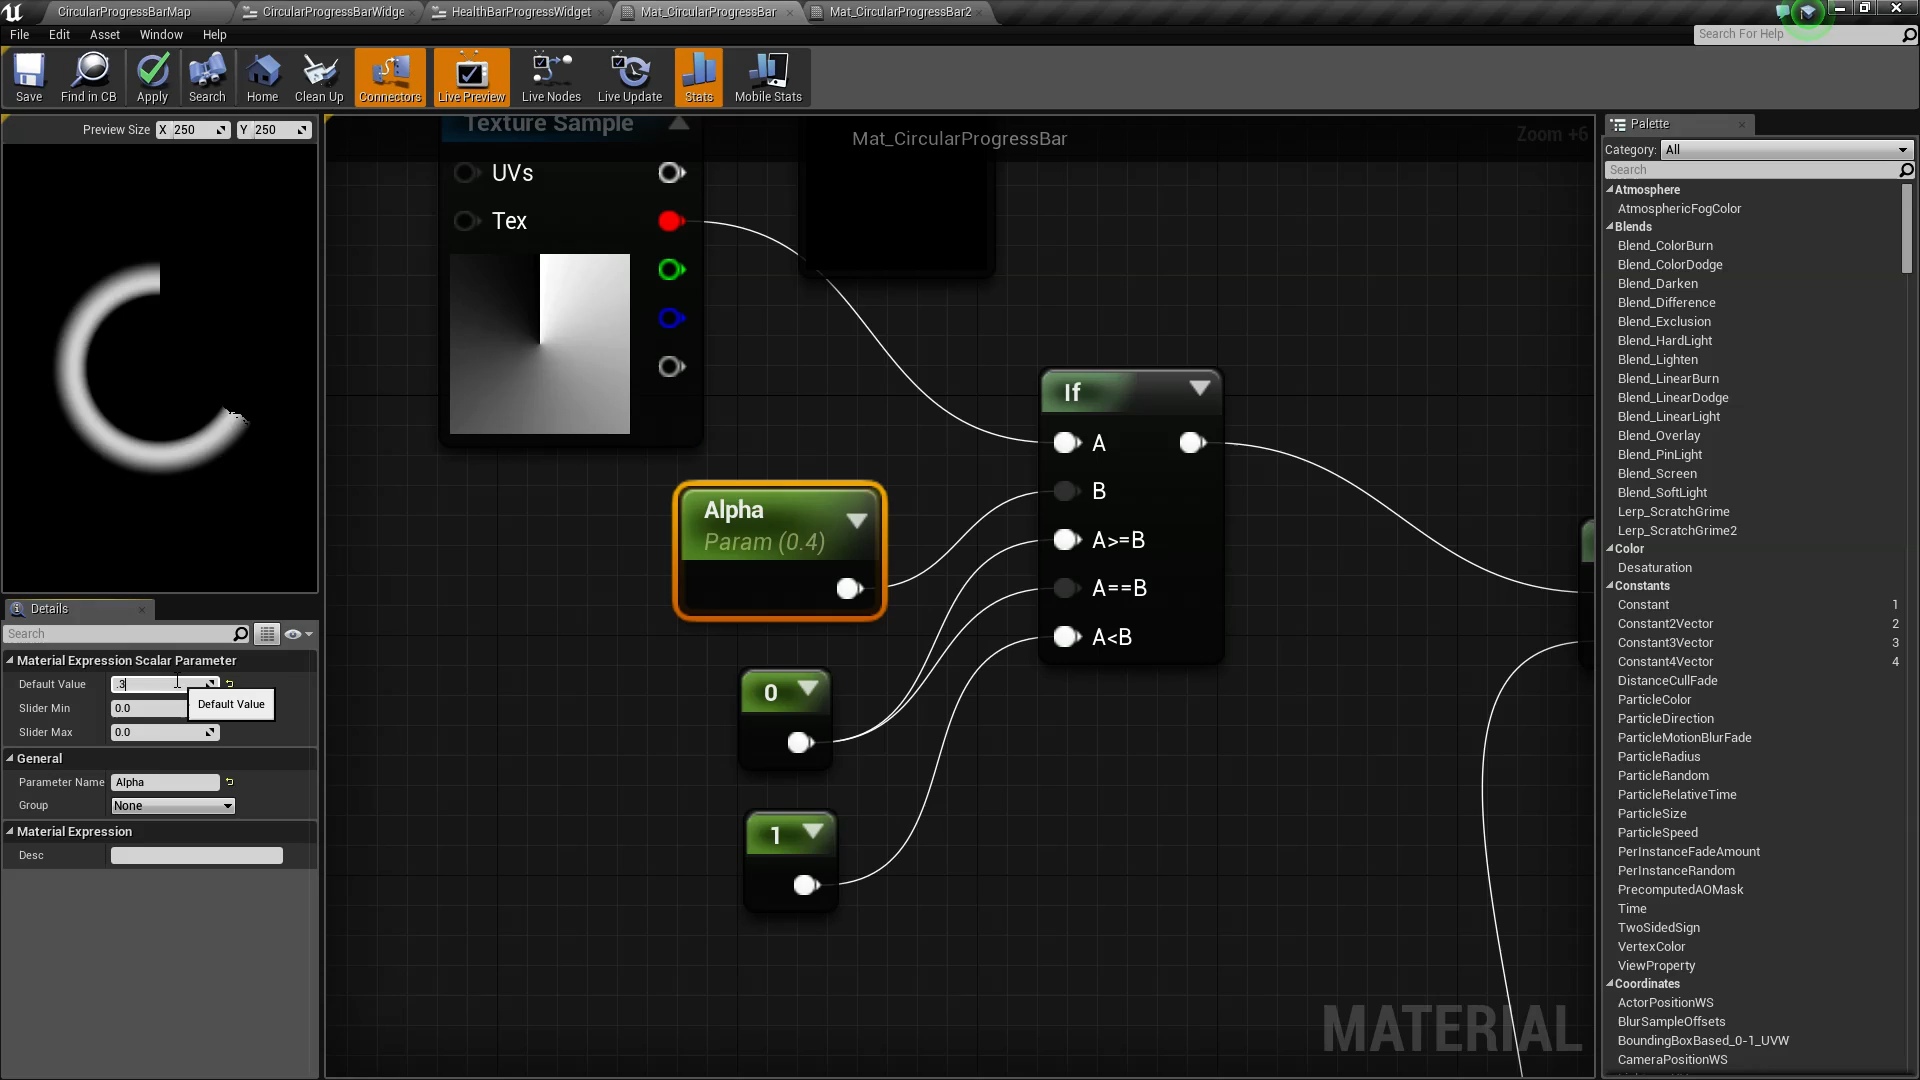 CircularProgressBarMap
CircularProgressBarWidge
HealthBarProgressWidget
Mat_CircularProgressBar
Mat_CircularProgressBar2
File Edit Asset Window Help
Search For Help
Save
Find in CB
Apply
Search
Home
Clean Up
Connectors
Live Preview
Live Nodes
Live Update
Stats
Mobile Stats
Preview Size X 250 Y 250
Details
Search
Material Expression Scalar Parameter
Default Value .3
Default Value
Slider Min 0.0
Slider Max 0.0
General
Parameter Name Alpha
Group None
Material Expression
Desc
Mat_CircularProgressBar
Zoom +6
Texture Sample
UVs
Tex
If
A
B
A>=B
A==B
A<B
Alpha
Param (0.4)
0
1
MATERIAL
Palette
Category: All
Search
Atmosphere
AtmosphericFogColor
Blends
Blend_ColorBurn
Blend_ColorDodge
Blend_Darken
Blend_Difference
Blend_Exclusion
Blend_HardLight
Blend_Lighten
Blend_LinearBurn
Blend_LinearDodge
Blend_LinearLight
Blend_Overlay
Blend_PinLight
Blend_Screen
Blend_SoftLight
Lerp_ScratchGrime
Lerp_ScratchGrime2
Color
Desaturation
Constants
Constant 1
Constant2Vector 2
Constant3Vector 3
Constant4Vector 4
DistanceCullFade
ParticleColor
ParticleDirection
ParticleMotionBlurFade
ParticleRadius
ParticleRandom
ParticleRelativeTime
ParticleSize
ParticleSpeed
PerInstanceFadeAmount
PerInstanceRandom
PrecomputedAOMask
Time
TwoSidedSign
VertexColor
ViewProperty
Coordinates
ActorPositionWS
BlurSampleOffsets
BoundingBoxBased_0-1_UVW
CameraPositionWS